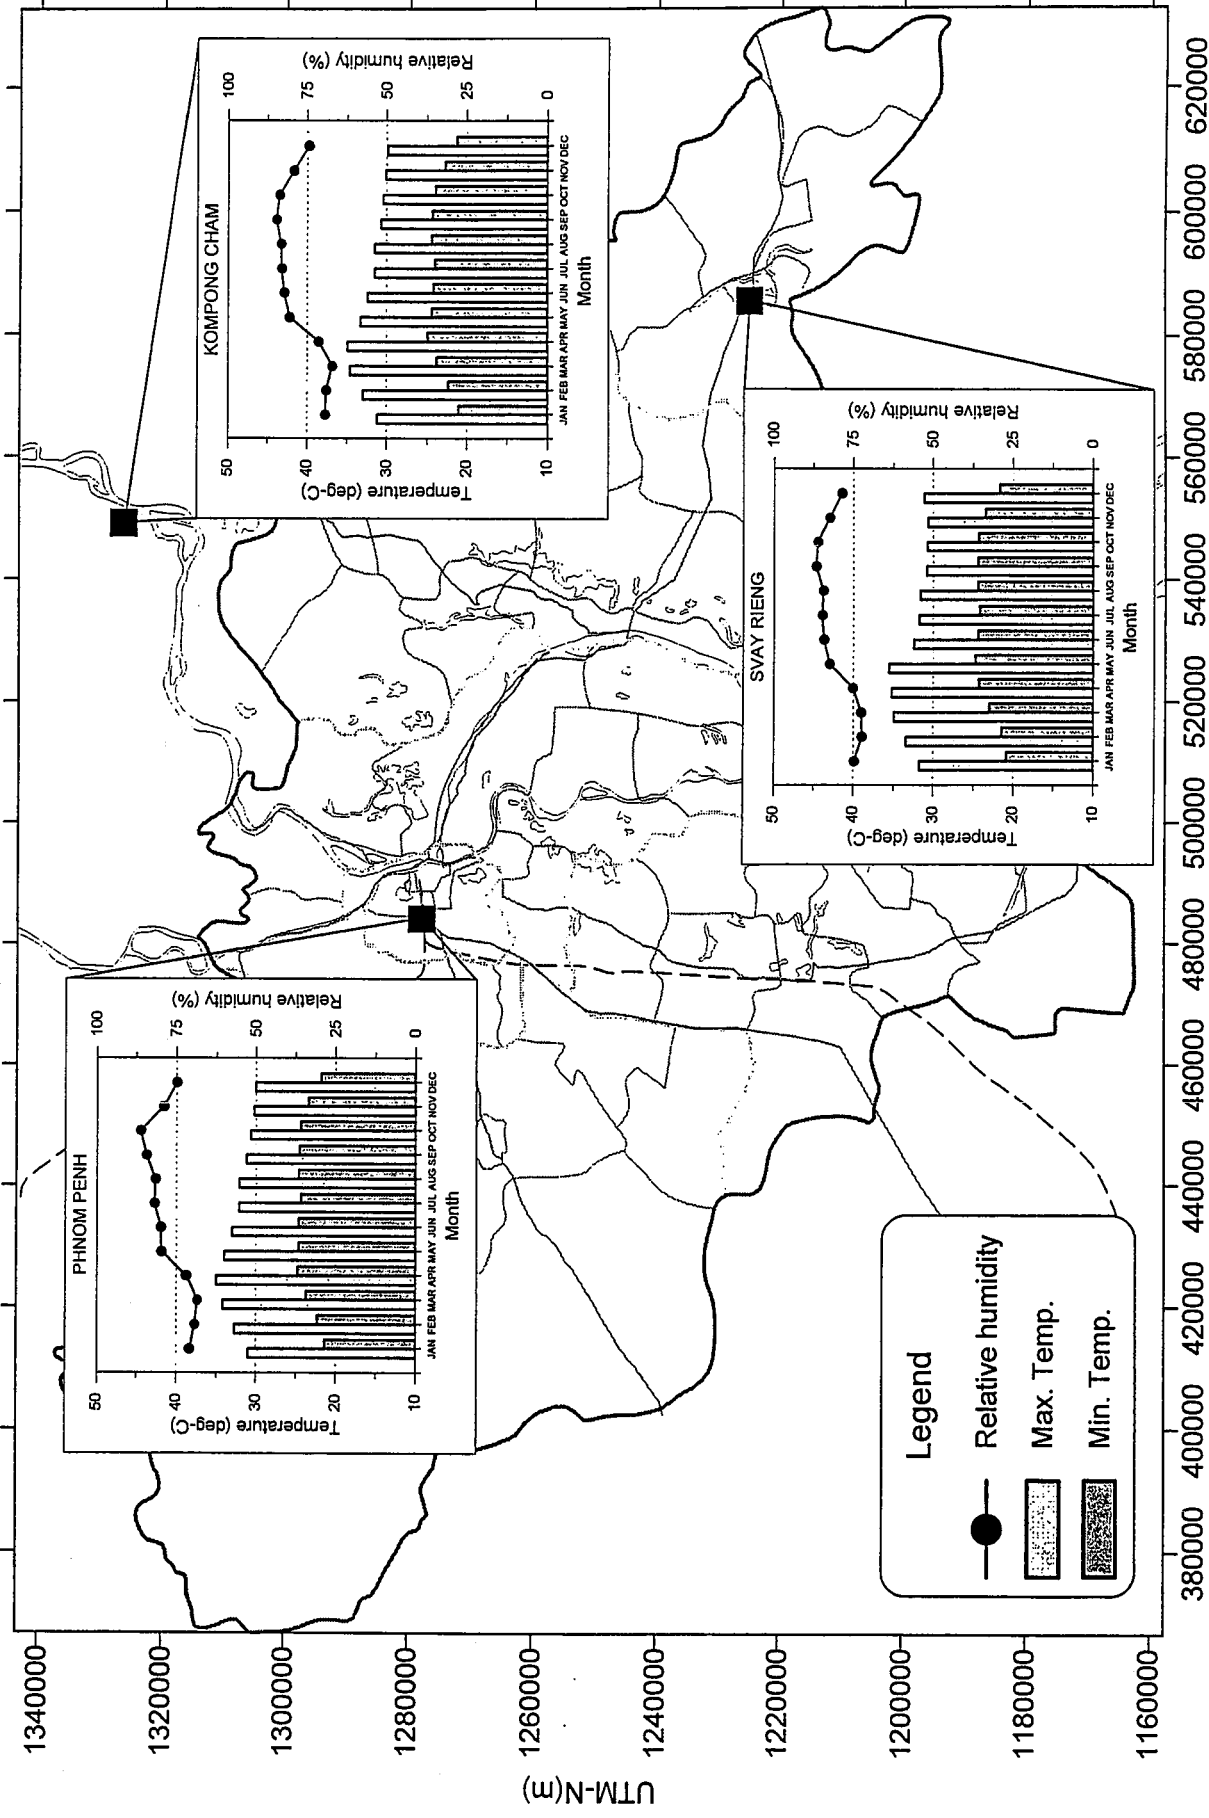 UTM-N(m)
1340000
1320000
1300000
1280000
1260000
1240000
1220000
1200000
1180000
1160000
380000
400000
420000
440000
460000
480000
500000
520000
540000
560000
580000
600000
620000
PHNOM PENH
Temperature (deg-C)
50
40
30
20
10
Relative humidity (%)
100
75
50
25
0
JAN FEB MAR APR MAY JUN JUL AUG SEP OCT NOV DEC
Month
KOMPONG CHAM
Temperature (deg-C)
50
40
30
20
10
Relative humidity (%)
100
75
50
25
0
JAN FEB MAR APR MAY JUN JUL AUG SEP OCT NOV DEC
Month
SVAY RIENG
Temperature (deg-C)
50
40
30
20
10
Relative humidity (%)
100
75
50
25
0
JAN FEB MAR APR MAY JUN JUL AUG SEP OCT NOV DEC
Month
Legend
Relative humidity
Max. Temp.
Min. Temp.